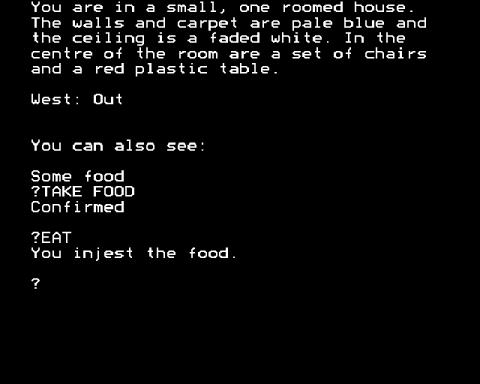 You are in a small, one roomed house.
The walls and carpet are pale blue and
the ceiling is a faded white. In the
centre of the room are a set of chairs
and a red plastic table.
West: Out
You can also see:
Some food
?TAKE FOOD
Confirmed
?EAT
You injest the food.
?